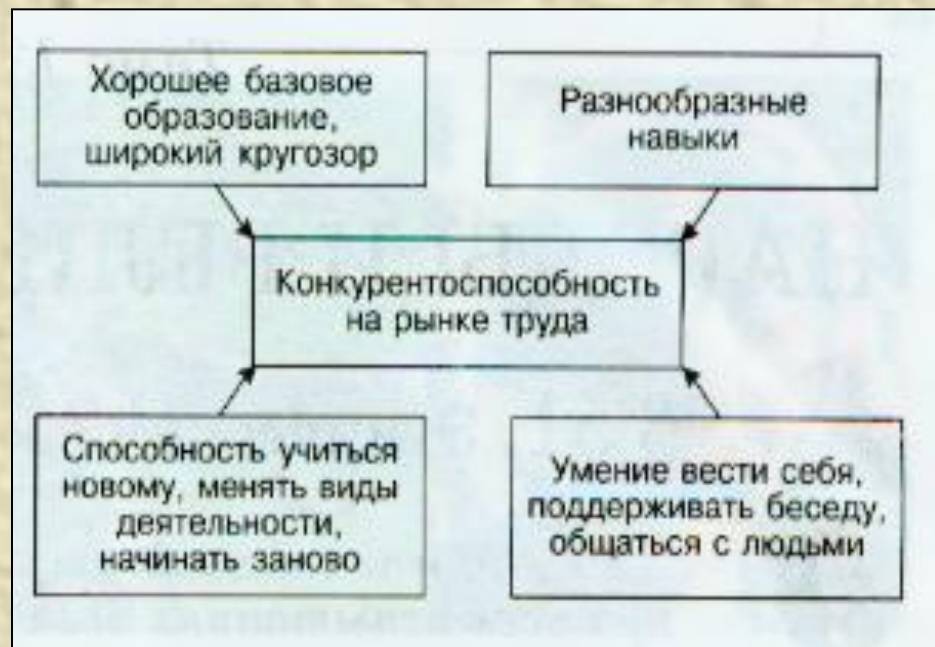 Хорошее базовое
образование,
широкий кругозор
Разнообразные
навыки
Конкурентоспособность
на рынке труда
Способность учиться
новому, менять виды
деятельности,
начинать заново
Умение вести себя,
поддерживать беседу,
общаться с людьми